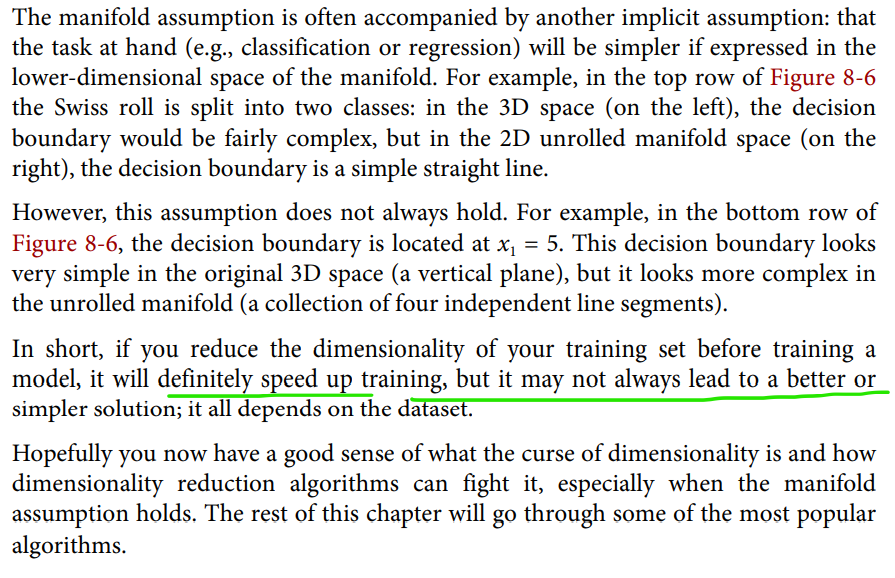 The manifold assumption is often accompanied by another implicit assumption: that
the task at hand (e.g., classification or regression) will be simpler if expressed in the
lower-dimensional space of the manifold. For example, in the top row of Figure 8-6
the Swiss roll is split into two classes: in the 3D space (on the left), the decision
boundary would be fairly complex, but in the 2D unrolled manifold space (on the
right), the decision boundary is a simple straight line.
However, this assumption does not always hold. For example, in the bottom row of
Figure 8-6, the decision boundary is located at x₁ = 5. This decision boundary looks
very simple in the original 3D space (a vertical plane), but it looks more complex in
the unrolled manifold (a collection of four independent line segments).
In short, if you reduce the dimensionality of your training set before training a
model, it will definitely speed up training, but it may not always lead to a better or
simpler solution; it all depends on the dataset.
Hopefully you now have a good sense of what the curse of dimensionality is and how
dimensionality reduction algorithms can fight it, especially when the manifold
assumption holds. The rest of this chapter will go through some of the most popular
algorithms.